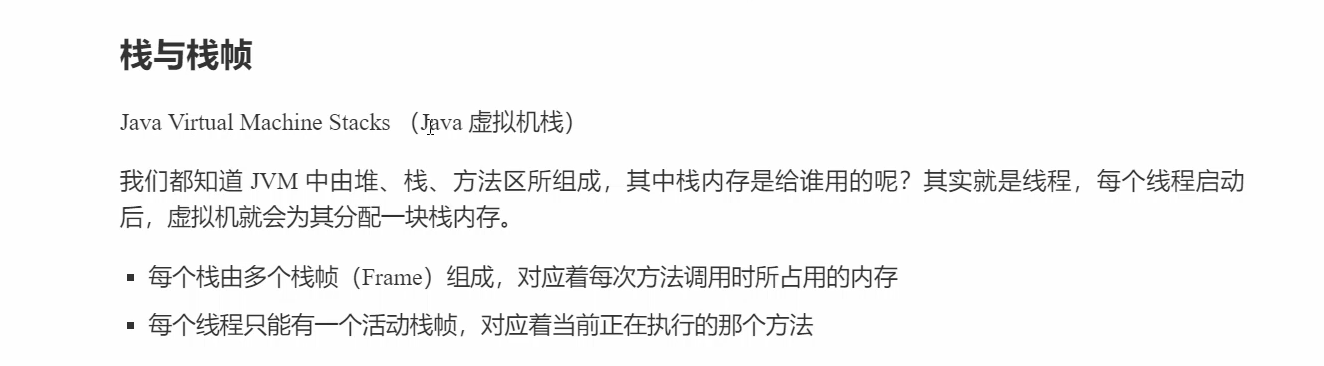 栈与栈帧
Java Virtual Machine Stacks （Java 虚拟机栈）
我们都知道 JVM 中由堆、栈、方法区所组成，其中栈内存是给谁用的呢？其实就是线程，每个线程启动
后，虚拟机就会为其分配一块栈内存。
▪ 每个栈由多个栈帧（Frame）组成，对应着每次方法调用时所占用的内存
▪ 每个线程只能有一个活动栈帧，对应着当前正在执行的那个方法